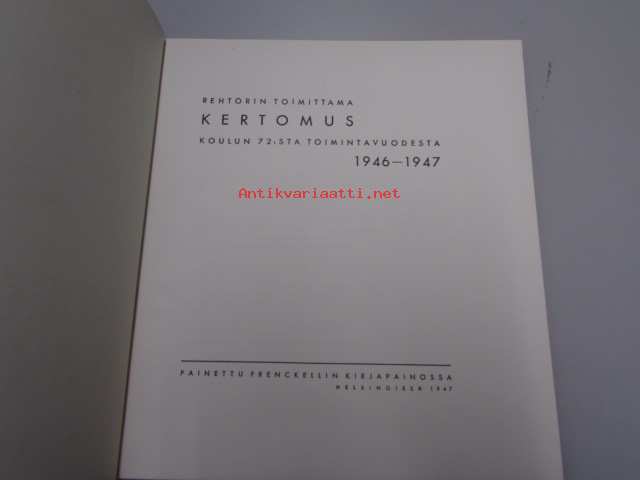 REHTORIN TOIMITTAMA
KERTOMUS
KOULUN 72:STA TOIMINTAVUODESTA
1946—1947
Antikvariaatti.net
PAINETTU FRENCKELLIN KIRJAPAINOSSA
HELSINGISSÄ 1947